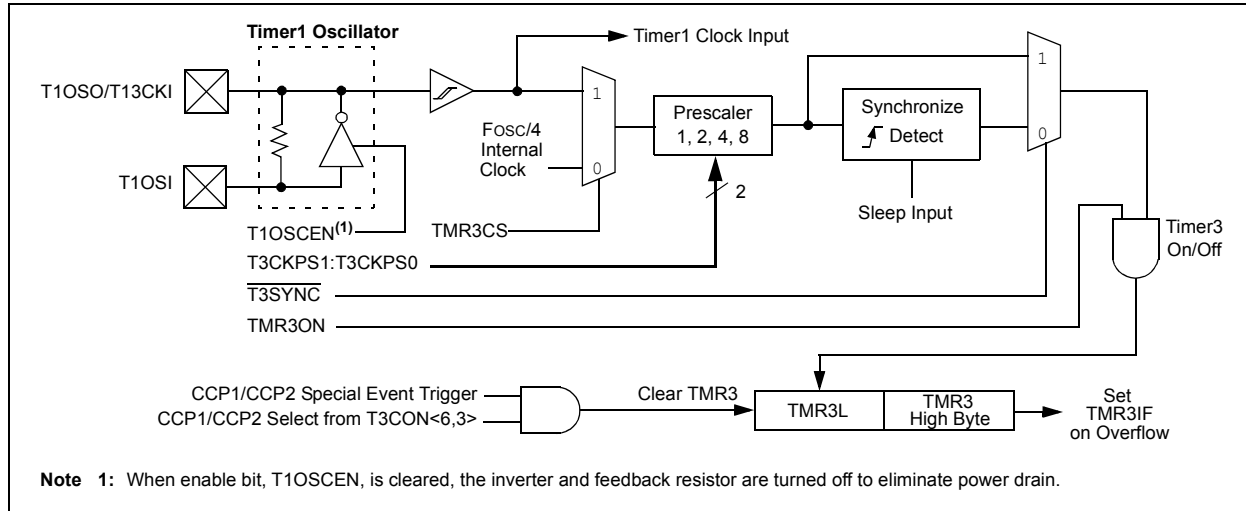 Timer1 Oscillator
Timer1 Clock Input
T1OSO/T13CKI
T1OSI
1
0
FOSC/4
Internal
Clock
Prescaler
1, 2, 4, 8
2
Synchronize
Detect
Sleep Input
1
0
Timer3
On/Off
T1OSCEN(1)
TMR3CS
T3CKPS1:T3CKPS0
T3SYNC
TMR3ON
CCP1/CCP2 Special Event Trigger
CCP1/CCP2 Select from T3CON<6,3>
Clear TMR3
TMR3L
TMR3
High Byte
Set
TMR3IF
on Overflow
Note 1: When enable bit, T1OSCEN, is cleared, the inverter and feedback resistor are turned off to eliminate power drain.